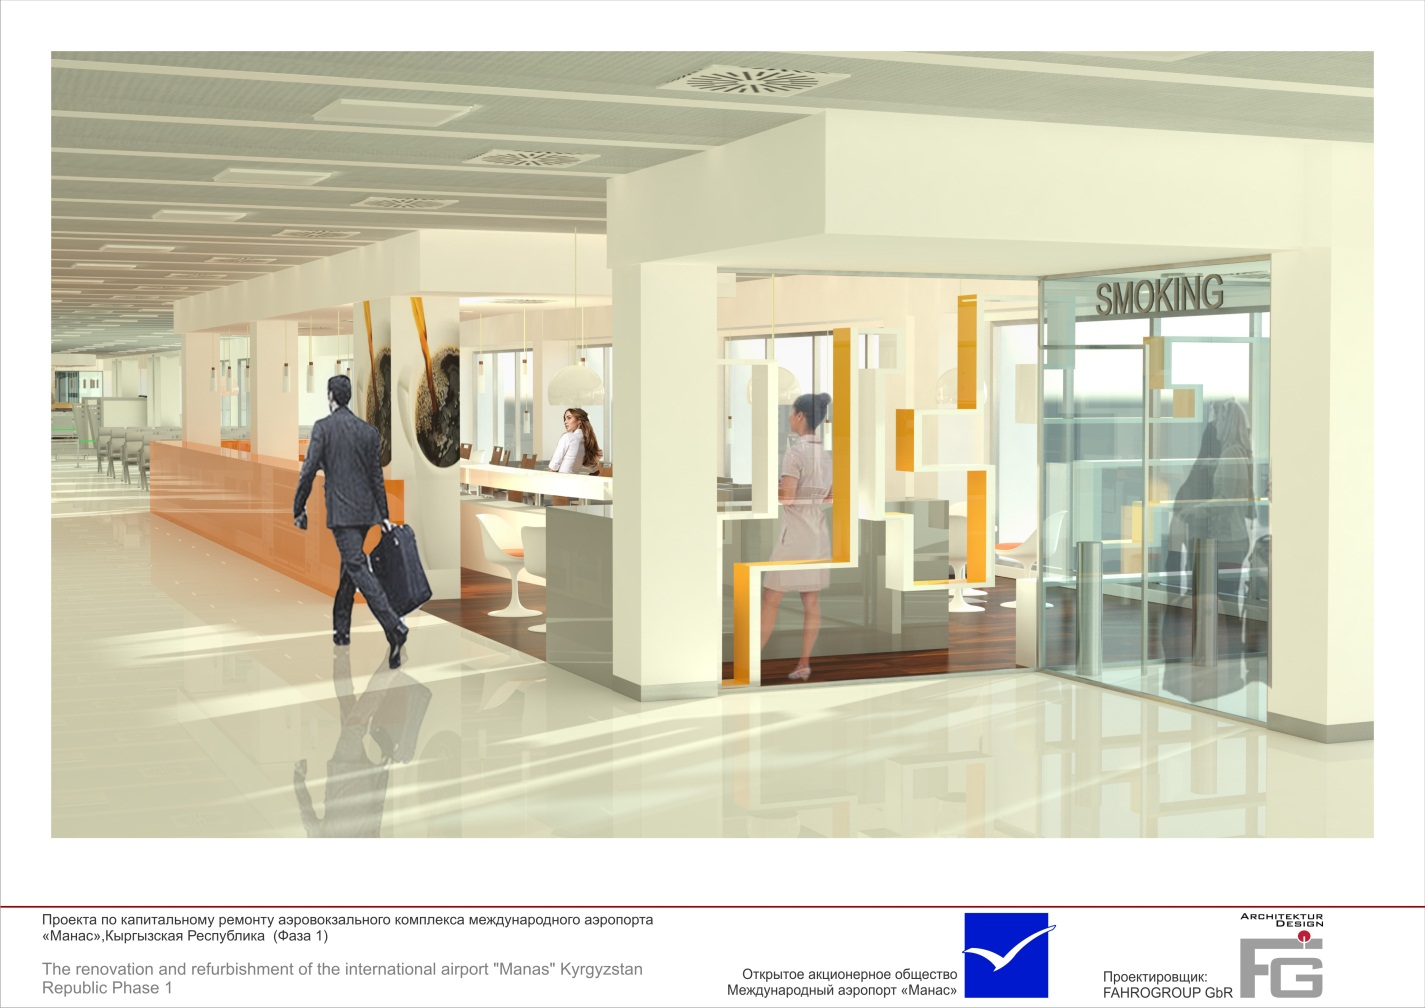 SMOKING
Проекта по капитальному ремонту аэровокзального комплекса международного аэропорта
«Манас»,Кыргызская Республика (Фаза 1)
The renovation and refurbishment of the international airport "Manas" Kyrgyzstan
Republic Phase 1
Открытое акционерное общество
Международный аэропорт «Манас»
Проектировщик:
FAHROGROUP GbR
ARCHITEKTUR
DESIGN
FG